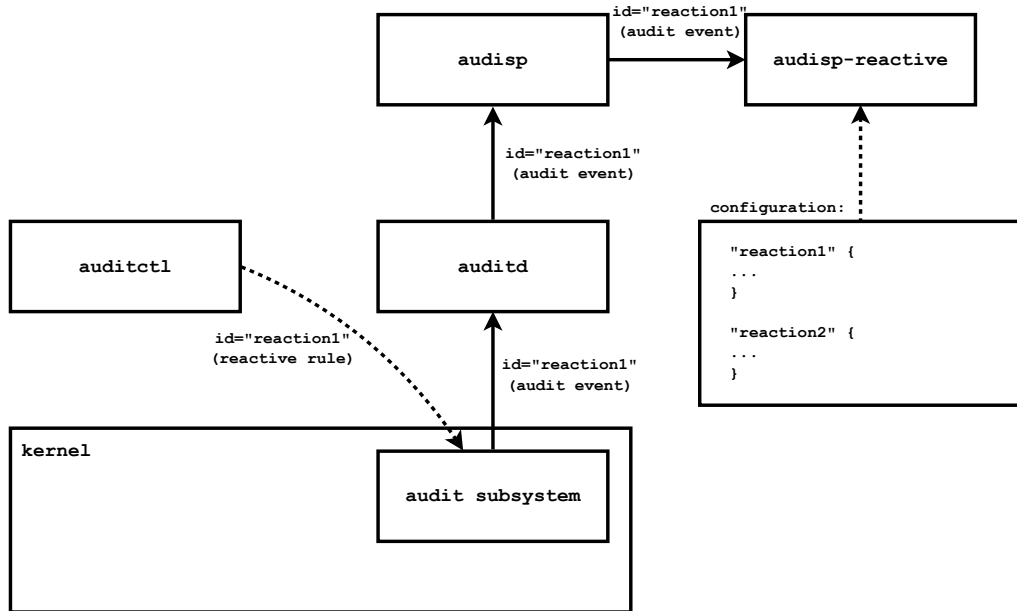 id="reaction1"
(audit event)
audisp
audisp-reactive
id="reaction1"
(audit event)
configuration:
auditctl
auditd
"reaction1" {
...
}
"reaction2" {
...
}
id="reaction1"
(reactive rule)
id="reaction1"
(audit event)
kernel
audit subsystem